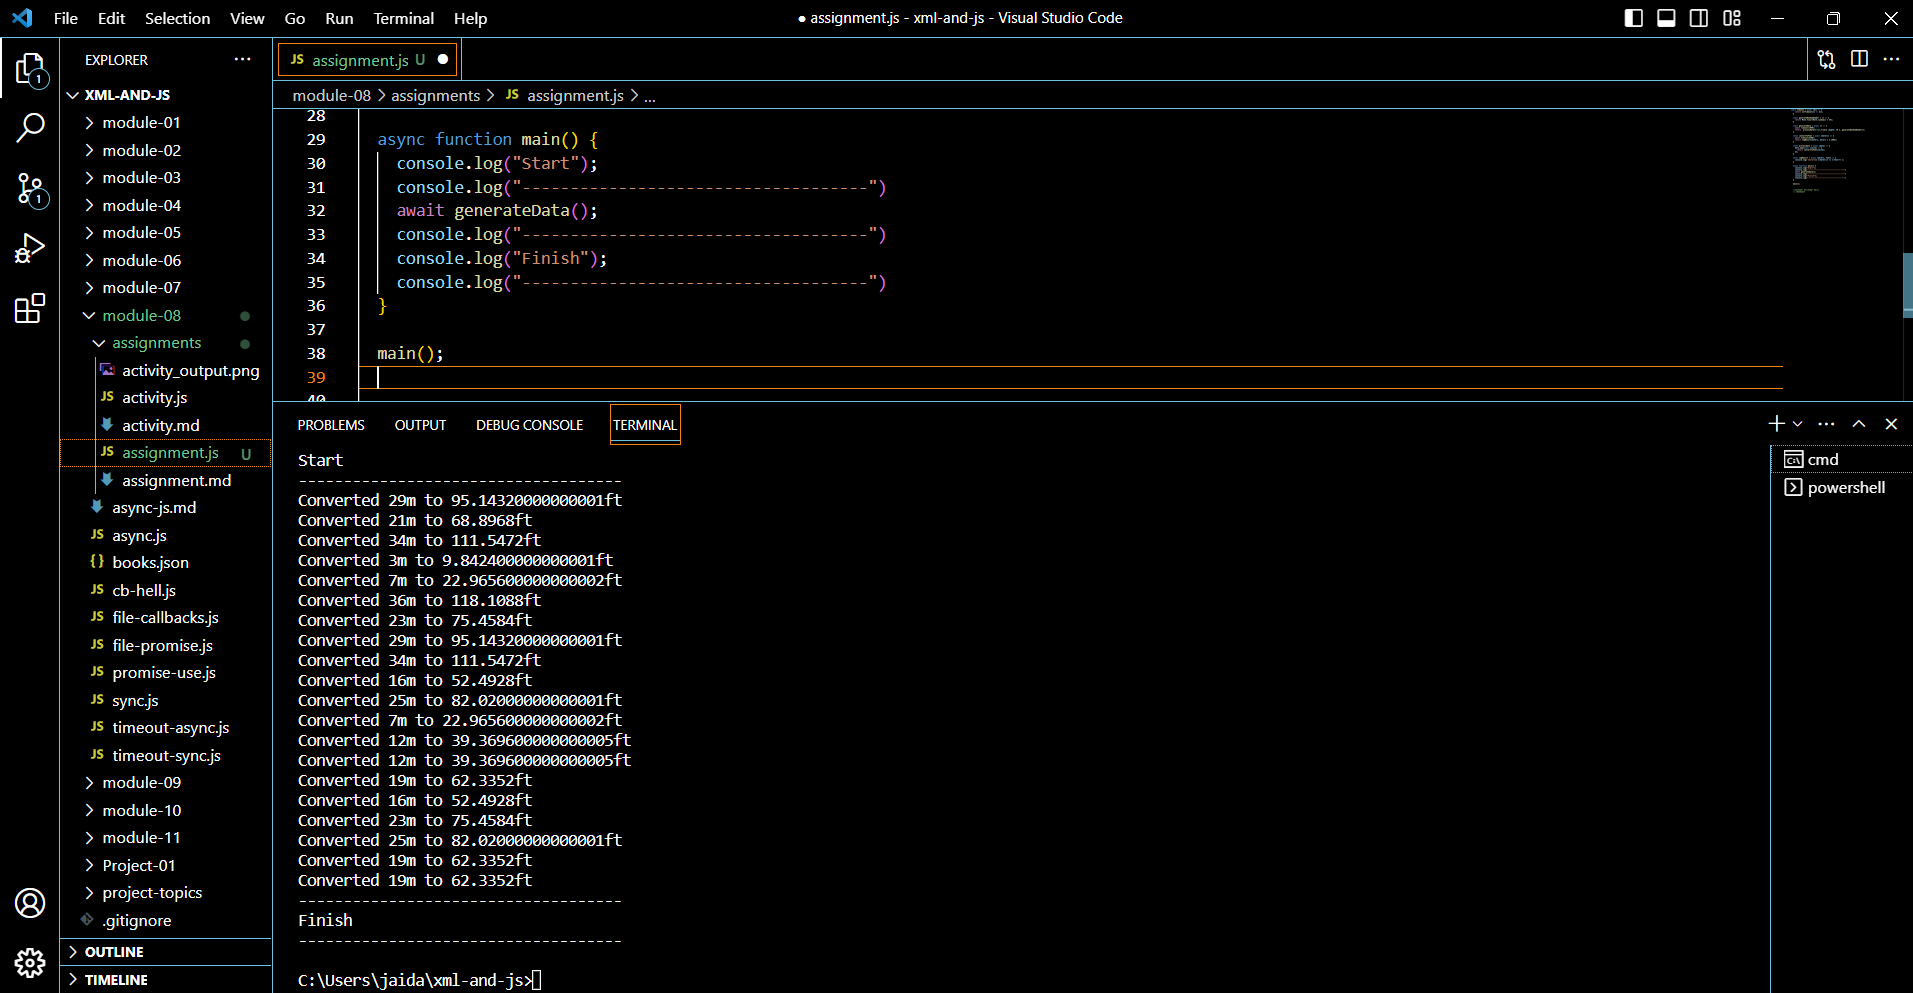 File Edit Selection View Go Run Terminal Help
● assignment.js - xml-and-js - Visual Studio Code
EXPLORER ···
XML-AND-JS
module-01
module-02
module-03
module-04
module-05
module-06
module-07
module-08
assignments
activity_output.png
JS activity.js
activity.md
JS assignment.js U
assignment.md
async-js.md
JS async.js
{} books.json
JS cb-hell.js
JS file-callbacks.js
JS file-promise.js
JS promise-use.js
JS sync.js
JS timeout-async.js
JS timeout-sync.js
module-09
module-10
module-11
Project-01
project-topics
.gitignore
OUTLINE
TIMELINE
1
1
JS assignment.js U ●
module-08 > assignments > JS assignment.js > ...
28
29 async function main() {
30 console.log("Start");
31 console.log("------------------------------------")
32 await generateData();
33 console.log("------------------------------------")
34 console.log("Finish");
35 console.log("------------------------------------")
36 }
37
38 main();
39
40
PROBLEMS OUTPUT DEBUG CONSOLE TERMINAL
Start
------------------------------------
Converted 29m to 95.14320000000001ft
Converted 21m to 68.8968ft
Converted 34m to 111.5472ft
Converted 3m to 9.842400000000001ft
Converted 7m to 22.965600000000002ft
Converted 36m to 118.1088ft
Converted 23m to 75.4584ft
Converted 29m to 95.14320000000001ft
Converted 34m to 111.5472ft
Converted 16m to 52.4928ft
Converted 25m to 82.02000000000001ft
Converted 7m to 22.965600000000002ft
Converted 12m to 39.369600000000005ft
Converted 12m to 39.369600000000005ft
Converted 19m to 62.3352ft
Converted 16m to 52.4928ft
Converted 23m to 75.4584ft
Converted 25m to 82.02000000000001ft
Converted 19m to 62.3352ft
Converted 19m to 62.3352ft
------------------------------------
Finish
------------------------------------
C:\Users\jaida\xml-and-js>
cmd
powershell